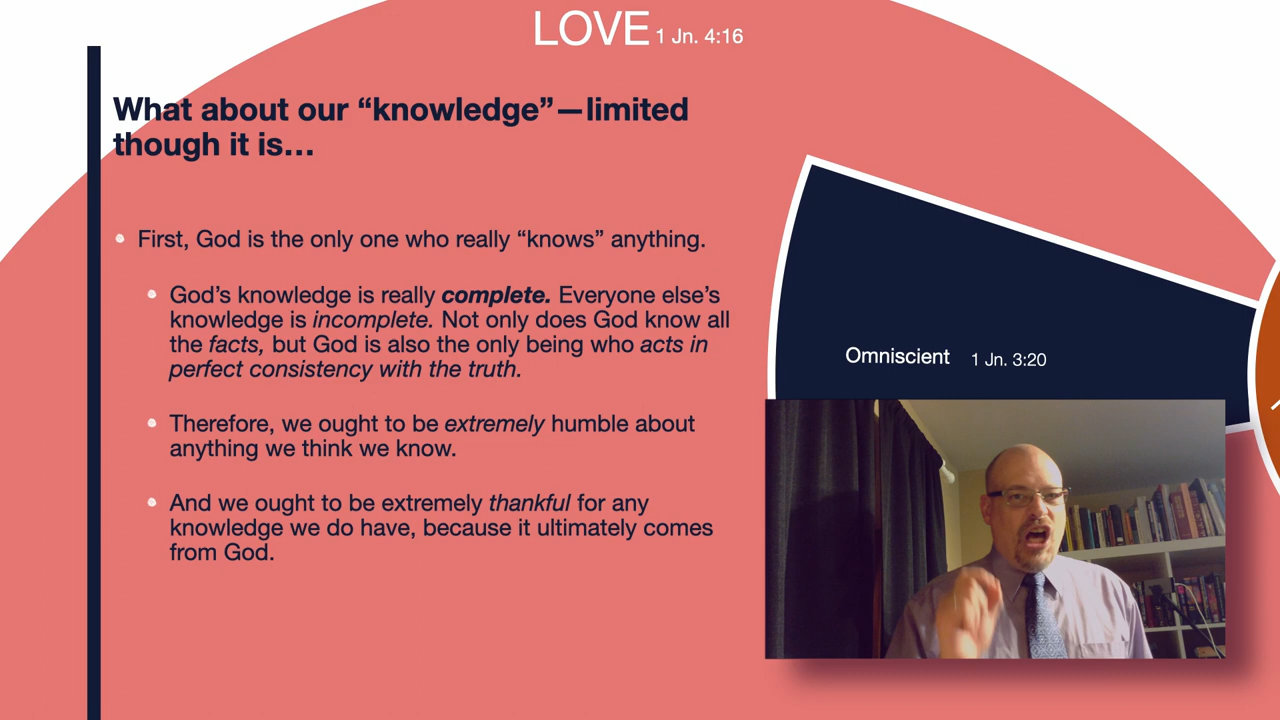 LOVE 1 Jn. 4:16
What about our “knowledge”—limited
though it is…
• First, God is the only one who really “knows” anything.
• God’s knowledge is really complete. Everyone else’s
knowledge is incomplete. Not only does God know all
the facts, but God is also the only being who acts in
perfect consistency with the truth.
• Therefore, we ought to be extremely humble about
anything we think we know.
• And we ought to be extremely thankful for any
knowledge we do have, because it ultimately comes
from God.
Omniscient 1 Jn. 3:20